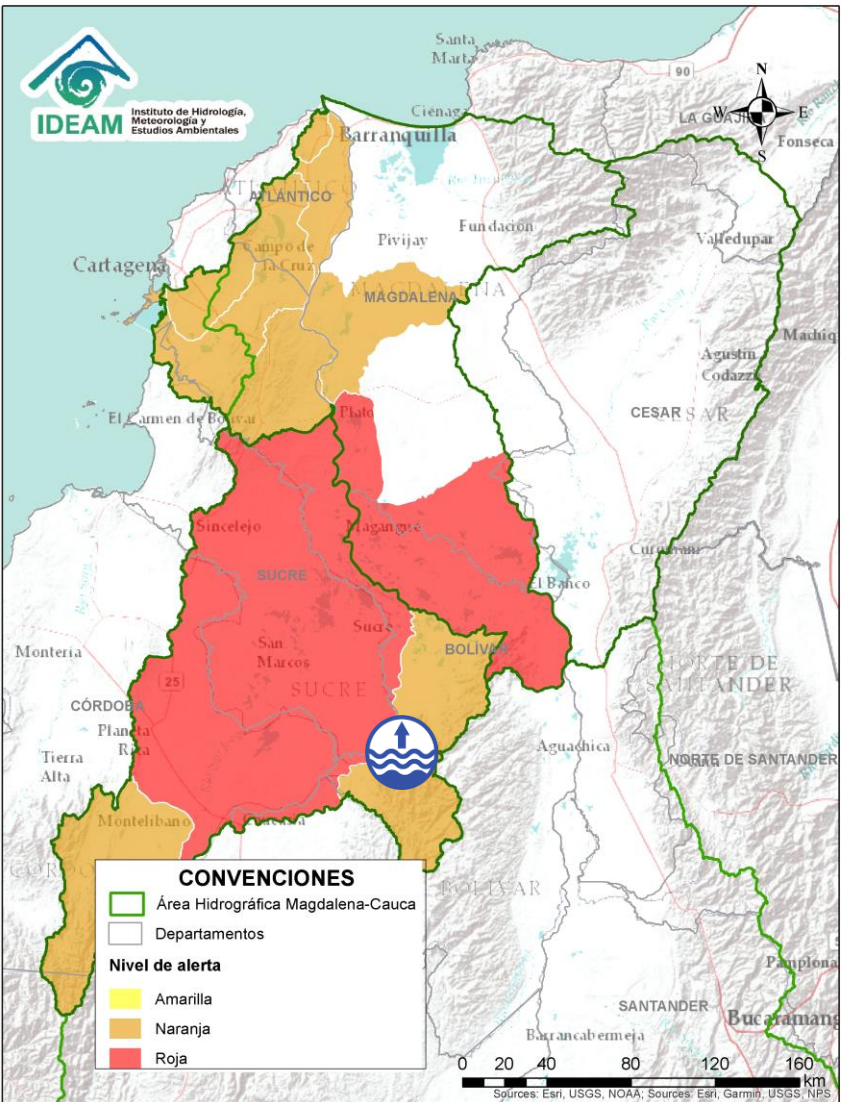 IDEAM
Instituto de Hidrología,
Meteorología y
Estudios Ambientales
Santa
Marta
90
N
W
E
S
Ciénaga
LA GUAJIRA
Barranquilla
Fonseca
ATLÁNTICO
Fundación
Pivijay
Valledupar
Campo de
la Cruz
Cartagena
MAGDALENA
Agustín
Codazzi
Machiq
CESAR
CESAR
El Carmen de Bolívar
Plato
Sincelejo
Magangué
Curumaní
SUCRE
El Banco
Sucre
San
Marcos
BOLÍVAR
Montería
25
SUCRE
NORTE DE
SANTANDER
CÓRDOBA
Planeta
Rica
Tierra
Alta
Aguachica
NORTE DE SANTANDER
Montelibano
BOLÍVAR
CONVENCIONES
Área Hidrográfica Magdalena-Cauca
Departamentos
Nivel de alerta
Amarilla
Naranja
Roja
Pamplona
SANTANDER
Bucaramang
Barrancabermeja
0 20 40 80 120 160
km
Sources: Esri, USGS, NOAA; Sources: Esri, Garmin, USGS, NPS